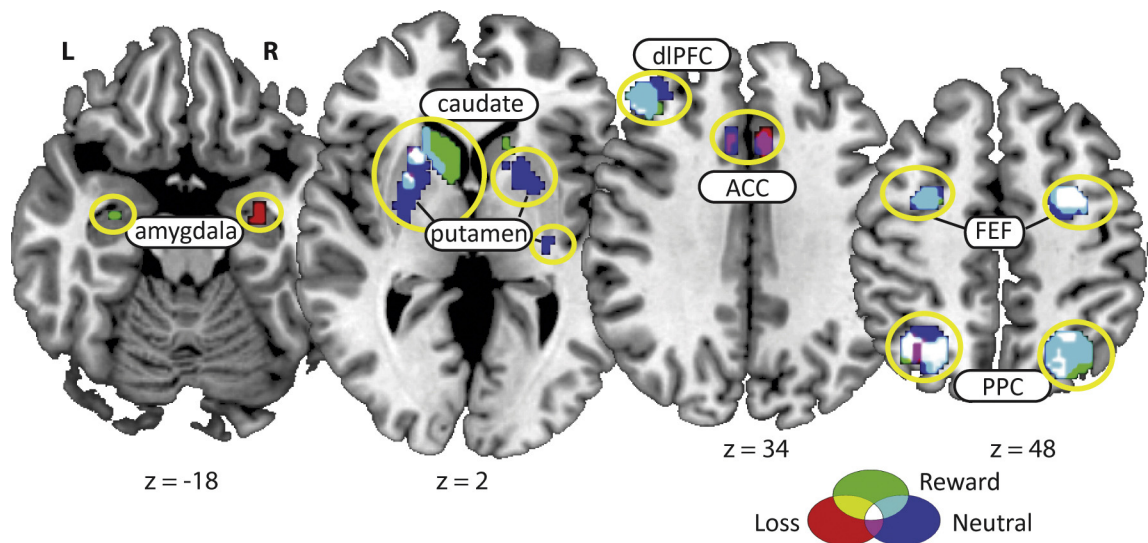 L
R
amygdala
z = -18
caudate
putamen
z = 2
dlPFC
ACC
z = 34
FEF
PPC
z = 48
Reward
Loss
Neutral